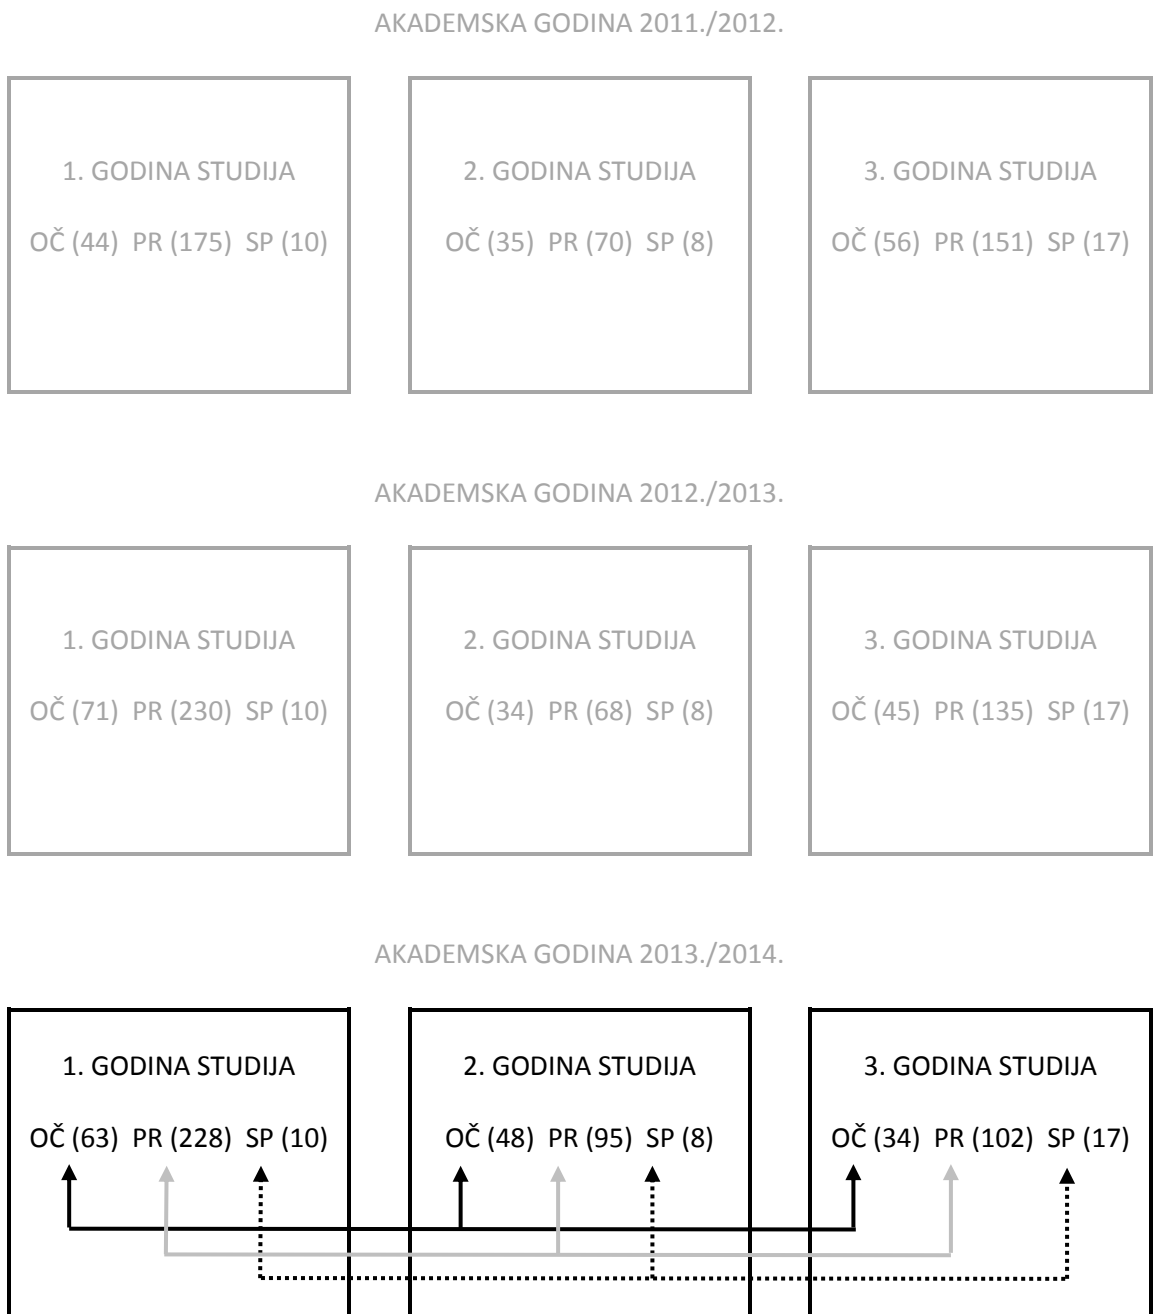 AKADEMSKA GODINA 2011./2012.
1. GODINA STUDIJA
OČ (44) PR (175) SP (10)
2. GODINA STUDIJA
OČ (35) PR (70) SP (8)
3. GODINA STUDIJA
OČ (56) PR (151) SP (17)
AKADEMSKA GODINA 2012./2013.
1. GODINA STUDIJA
OČ (71) PR (230) SP (10)
2. GODINA STUDIJA
OČ (34) PR (68) SP (8)
3. GODINA STUDIJA
OČ (45) PR (135) SP (17)
AKADEMSKA GODINA 2013./2014.
1. GODINA STUDIJA
OČ (63) PR (228) SP (10)
2. GODINA STUDIJA
OČ (48) PR (95) SP (8)
3. GODINA STUDIJA
OČ (34) PR (102) SP (17)